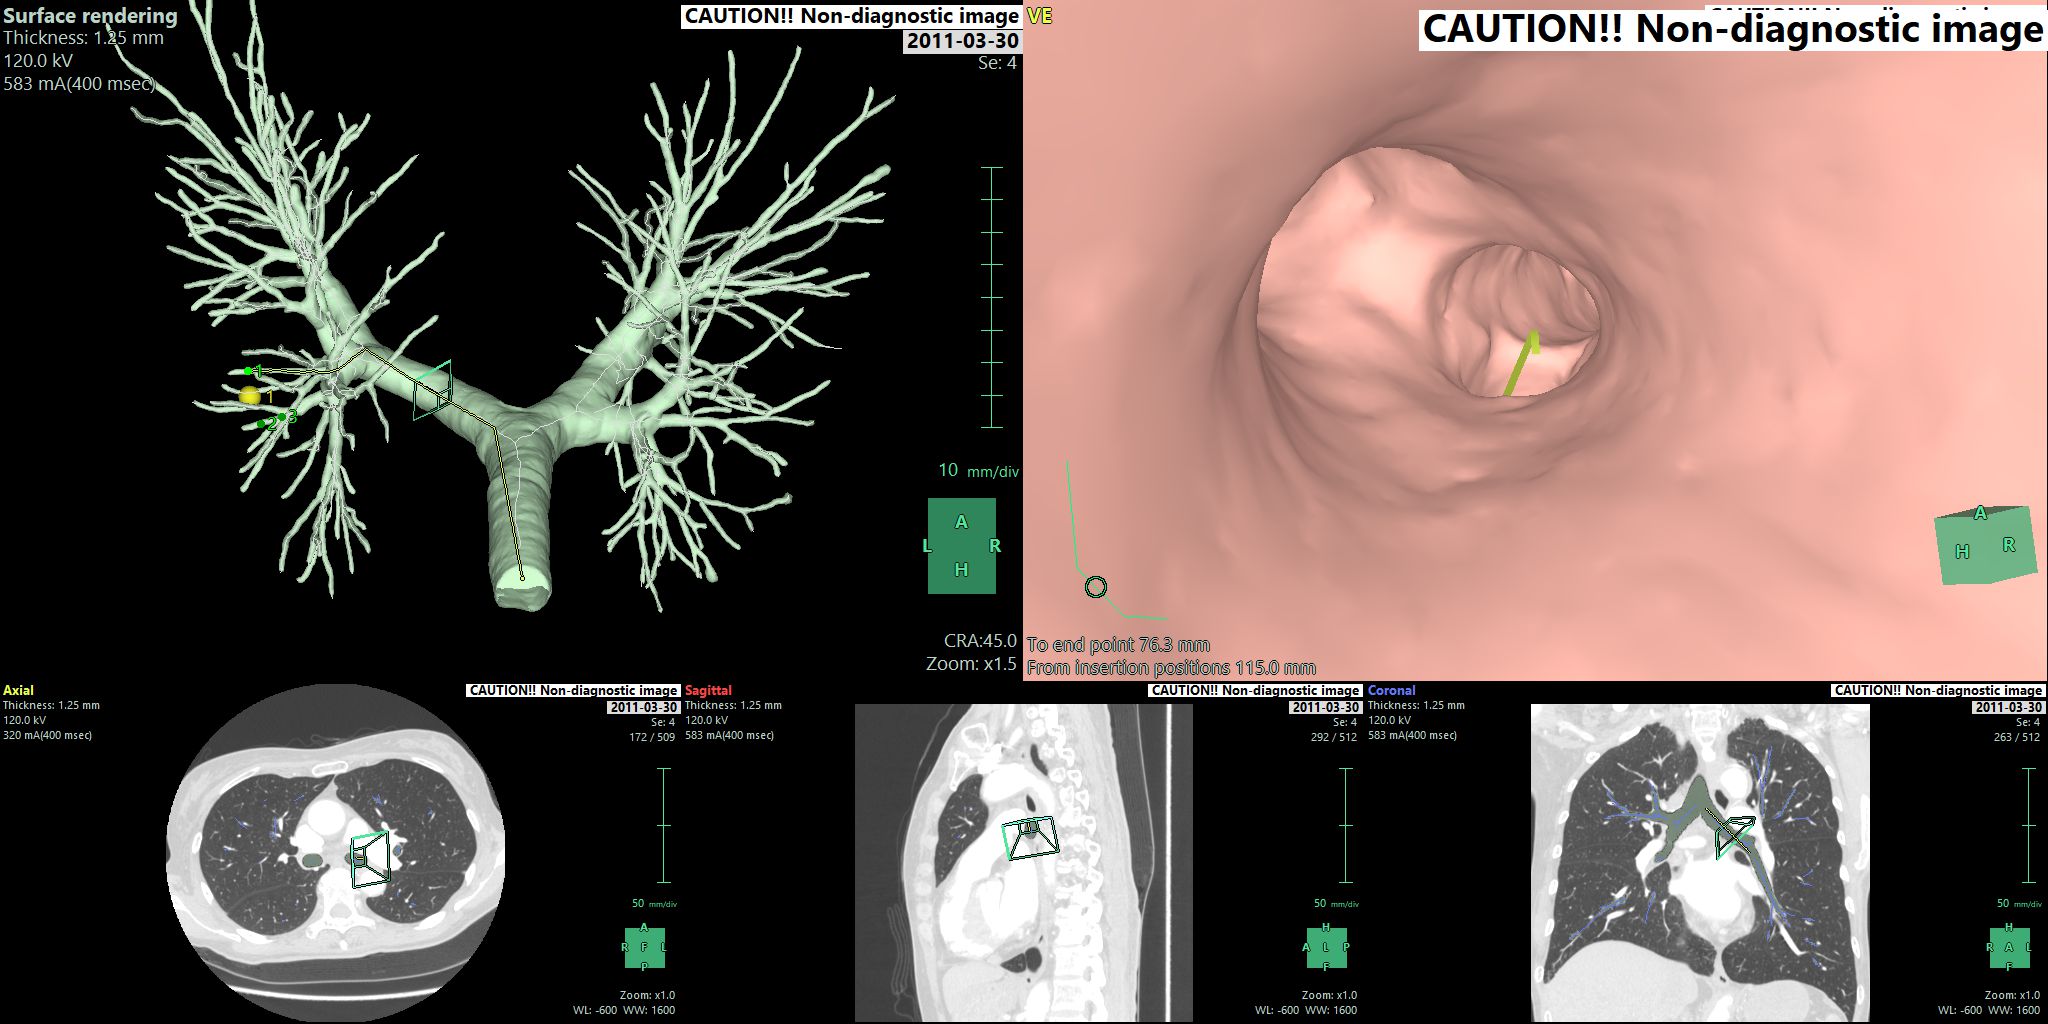 Surface rendering
Thickness: 1.25 mm
120.0 kV
583 mA(400 msec)
CAUTION!! Non-diagnostic image
2011-03-30
Se: 4
1
1
2
3
10 mm/div
A
L R
H
CRA:45.0
Zoom: x1.5
VE
CAUTION!! Non-diagnostic image
A
H R
To end point 76.3 mm
From insertion positions 115.0 mm
Axial
Thickness: 1.25 mm
120.0 kV
320 mA(400 msec)
CAUTION!! Non-diagnostic image
2011-03-30
Se: 4
172 / 509
50 mm/div
A
R F L
P
Zoom: x1.0
WL: -600 WW: 1600
Sagittal
Thickness: 1.25 mm
120.0 kV
583 mA(400 msec)
CAUTION!! Non-diagnostic image
2011-03-30
Se: 4
292 / 512
50 mm/div
H
A L P
F
Zoom: x1.0
WL: -600 WW: 1600
Coronal
Thickness: 1.25 mm
120.0 kV
583 mA(400 msec)
CAUTION!! Non-diagnostic image
2011-03-30
Se: 4
263 / 512
50 mm/div
H
R A L
F
Zoom: x1.0
WL: -600 WW: 1600